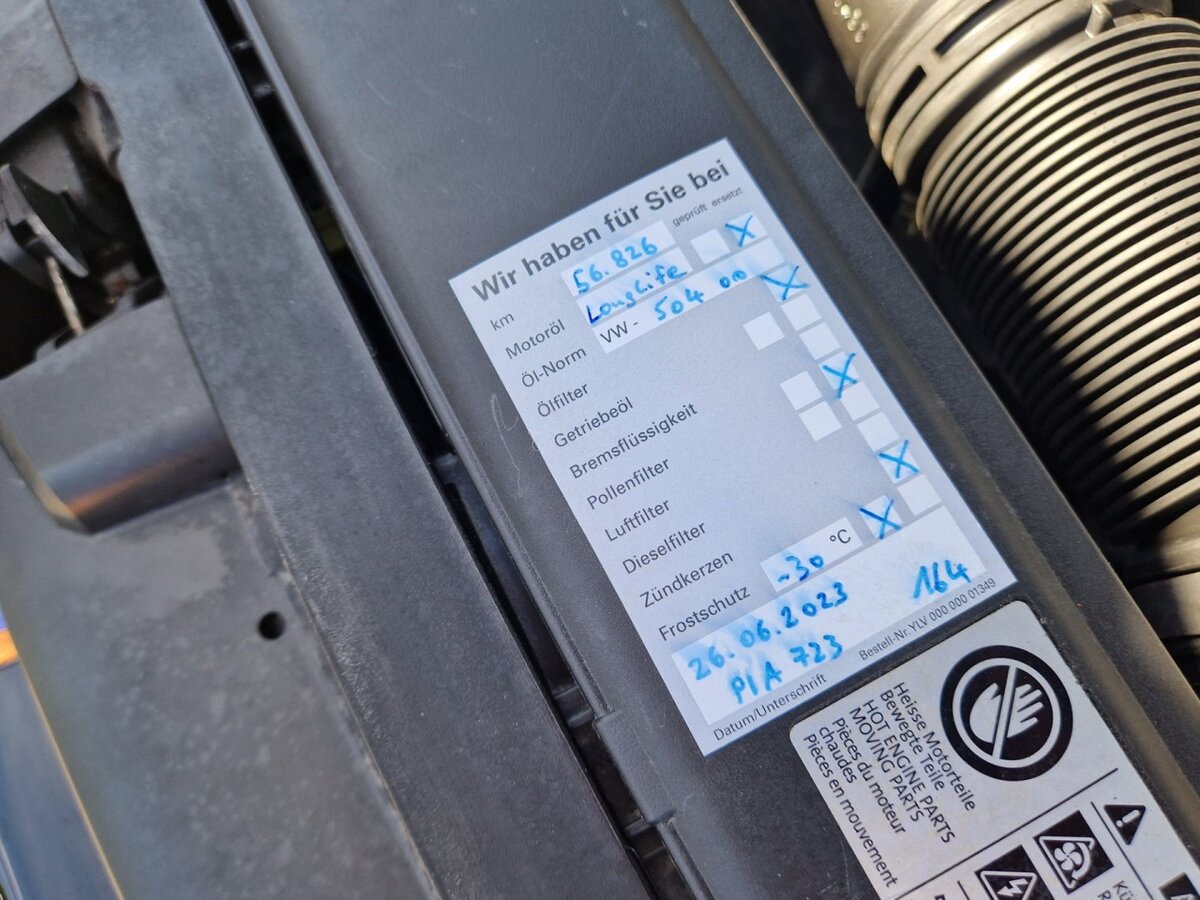 Wir haben für Sie bei
geprüft ersetzt
km 56.826
Motoröl LongLife X
Öl-Norm VW - 504 00
Ölfilter X
Getriebeöl
Bremsflüssigkeit
Pollenfilter X
Luftfilter
Dieselfilter
Zündkerzen X
Frostschutz -30 °C X
26.06.2023 164
PIA 723
Datum/Unterschrift Bestell-Nr. YLV 000 000 01349
Heisse Motorteile
Bewegte Teile
HOT ENGINE PARTS
MOVING PARTS
Pièces du moteur
chaudes
Pièces en mouvement